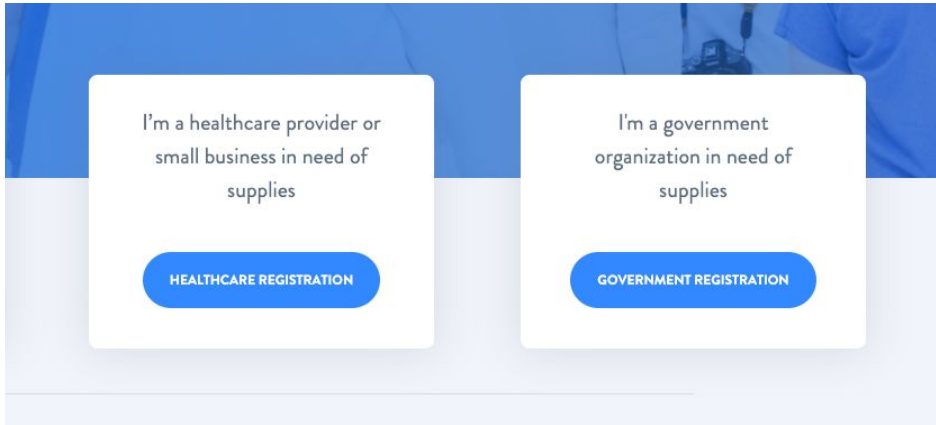 I’m a healthcare provider or
small business in need of
supplies
HEALTHCARE REGISTRATION
I'm a government
organization in need of
supplies
GOVERNMENT REGISTRATION